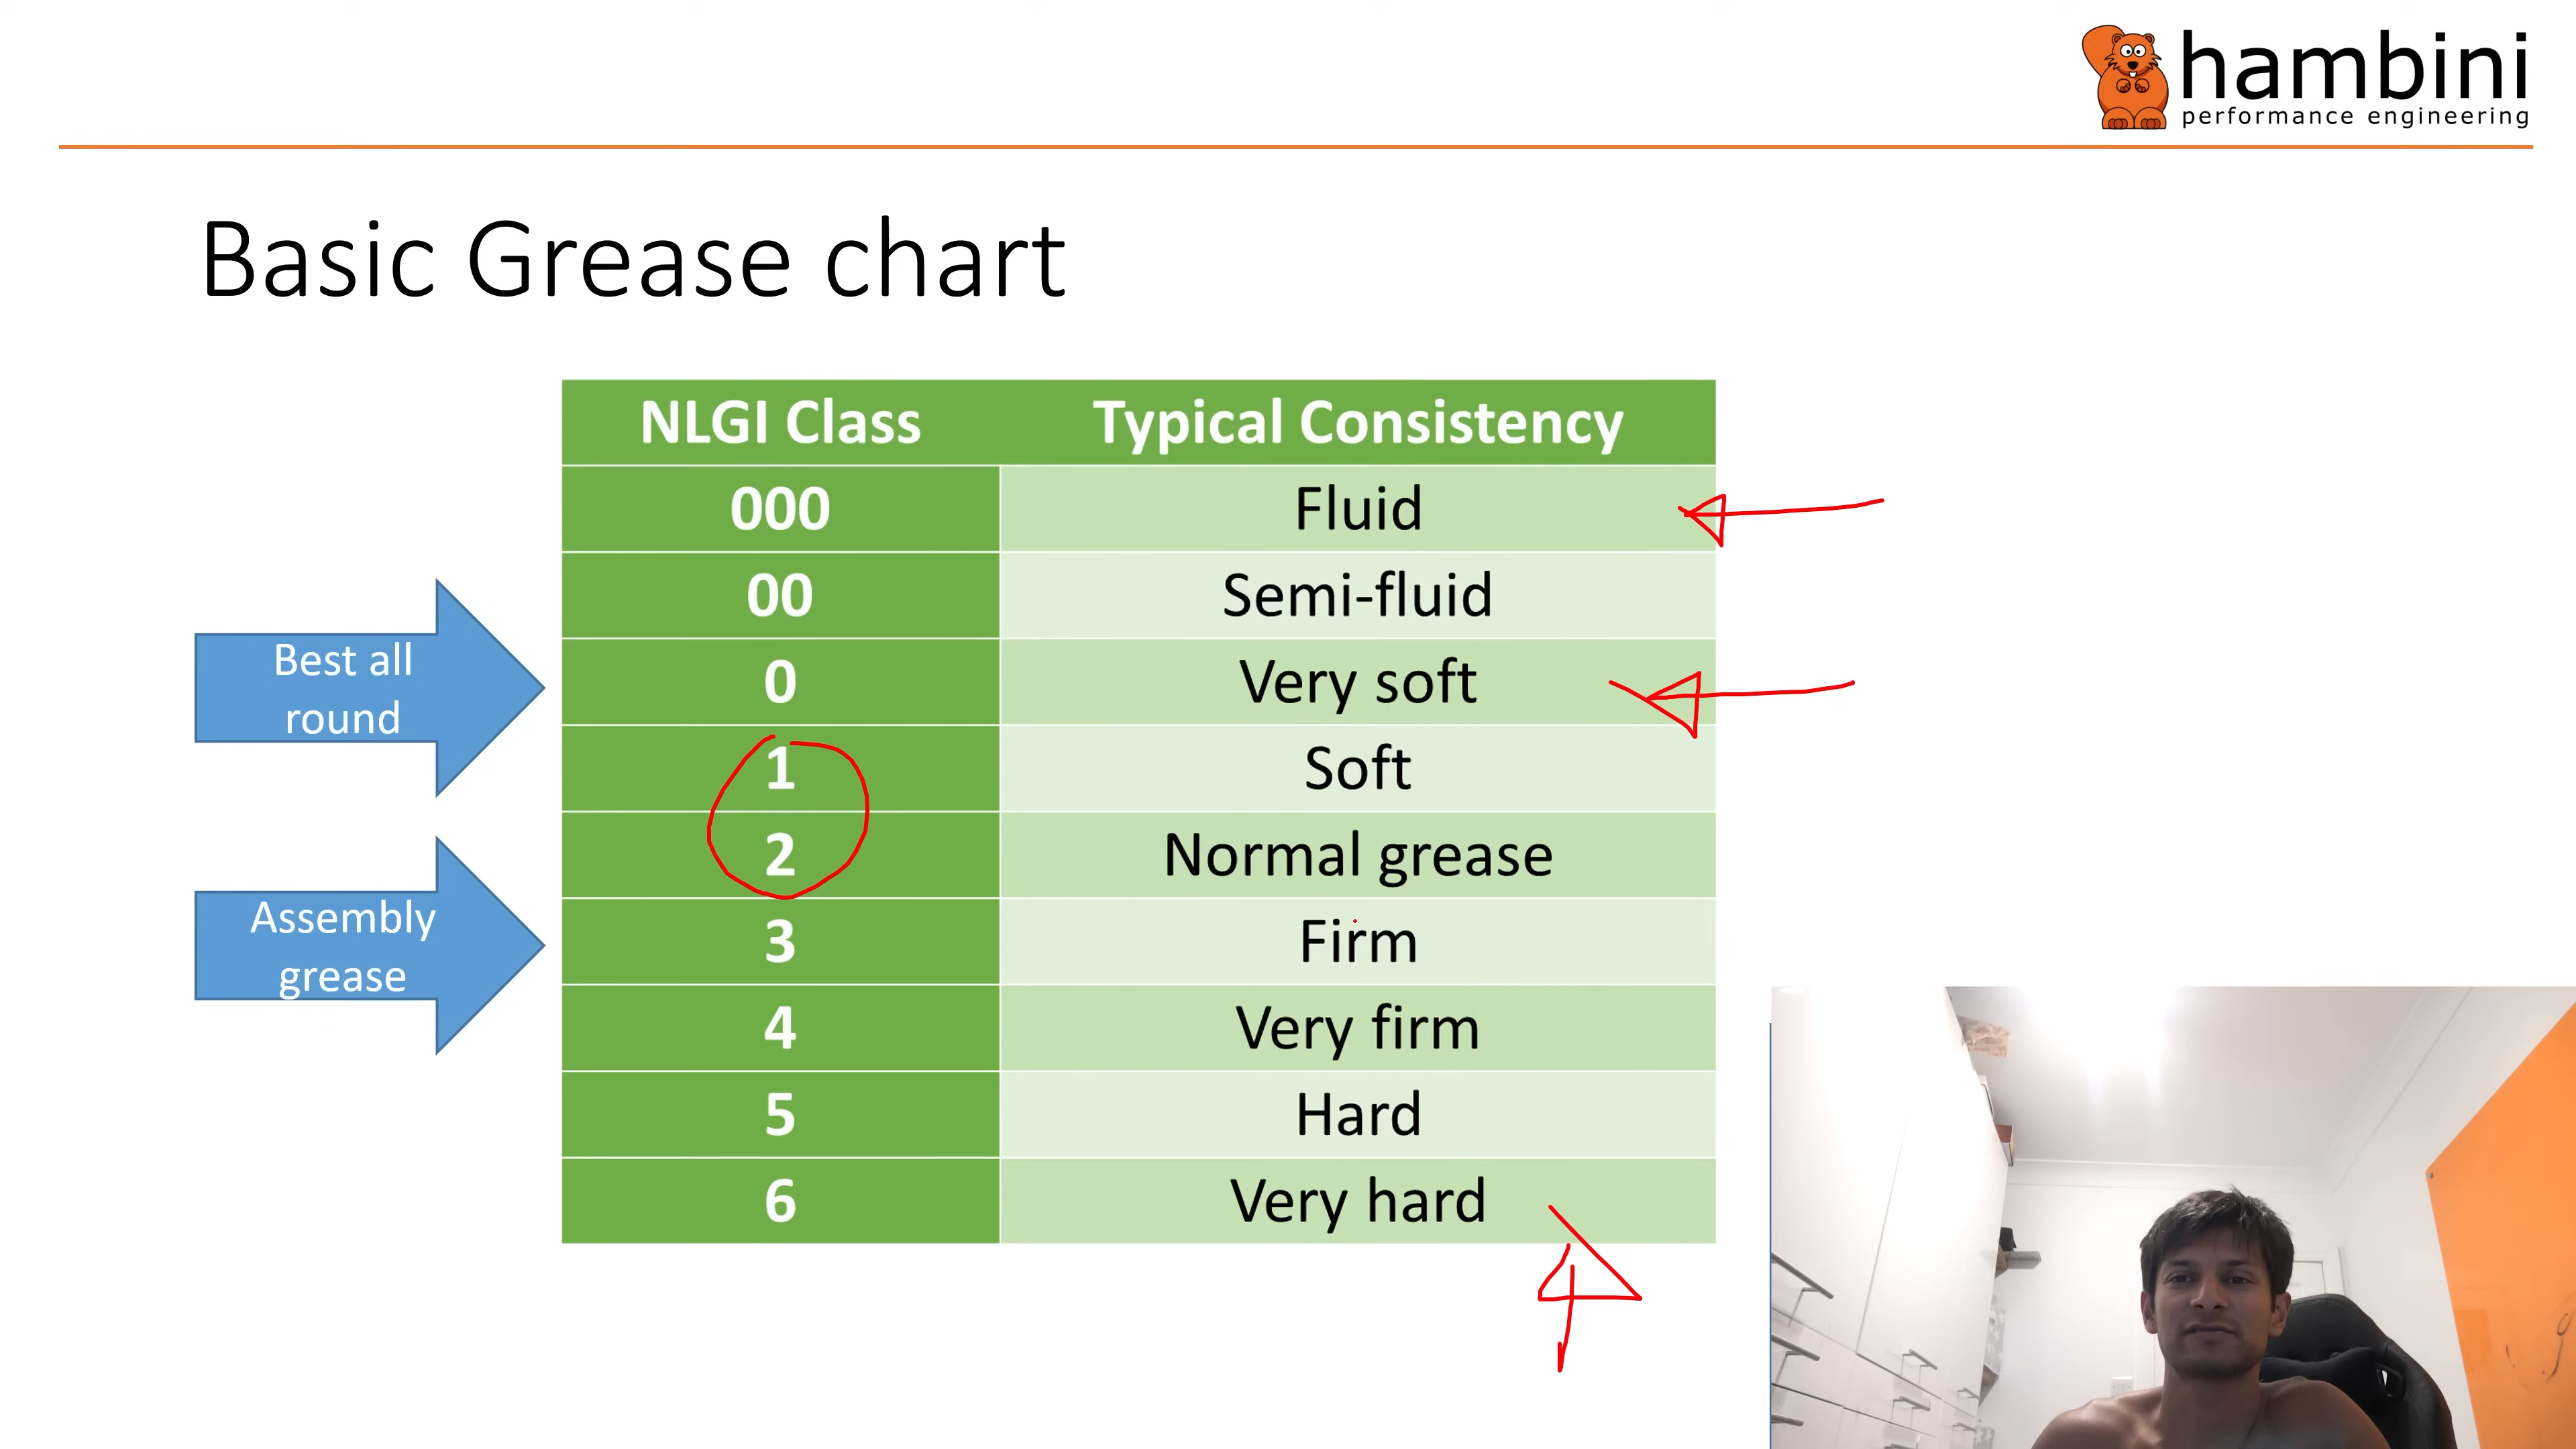 hambini
performance engineering
Basic Grease chart
NLGI Class Typical Consistency
000 Fluid
00 Semi-fluid
Best all
round
0 Very soft
1 Soft
2 Normal grease
Assembly
grease
3 Firm
4 Very firm
5 Hard
6 Very hard